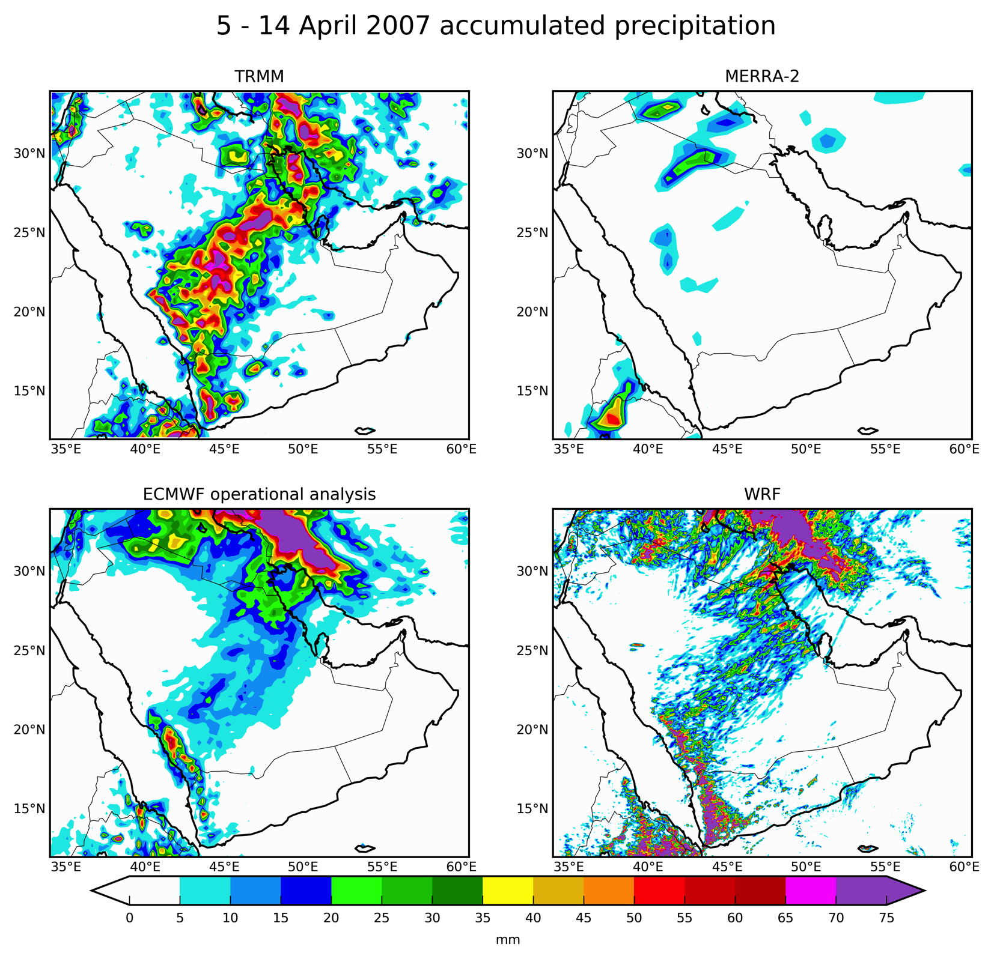 5 - 14 April 2007 accumulated precipitation
TRMM
MERRA-2
30°N
25°N
20°N
15°N
35°E 40°E 45°E 50°E 55°E 60°E
30°N
25°N
20°N
15°N
35°E 40°E 45°E 50°E 55°E 60°E
ECMWF operational analysis
WRF
30°N
25°N
20°N
15°N
35°E 40°E 45°E 50°E 55°E 60°E
30°N
25°N
20°N
15°N
35°E 40°E 45°E 50°E 55°E 60°E
0 5 10 15 20 25 30 35 40 45 50 55 60 65 70 75
mm